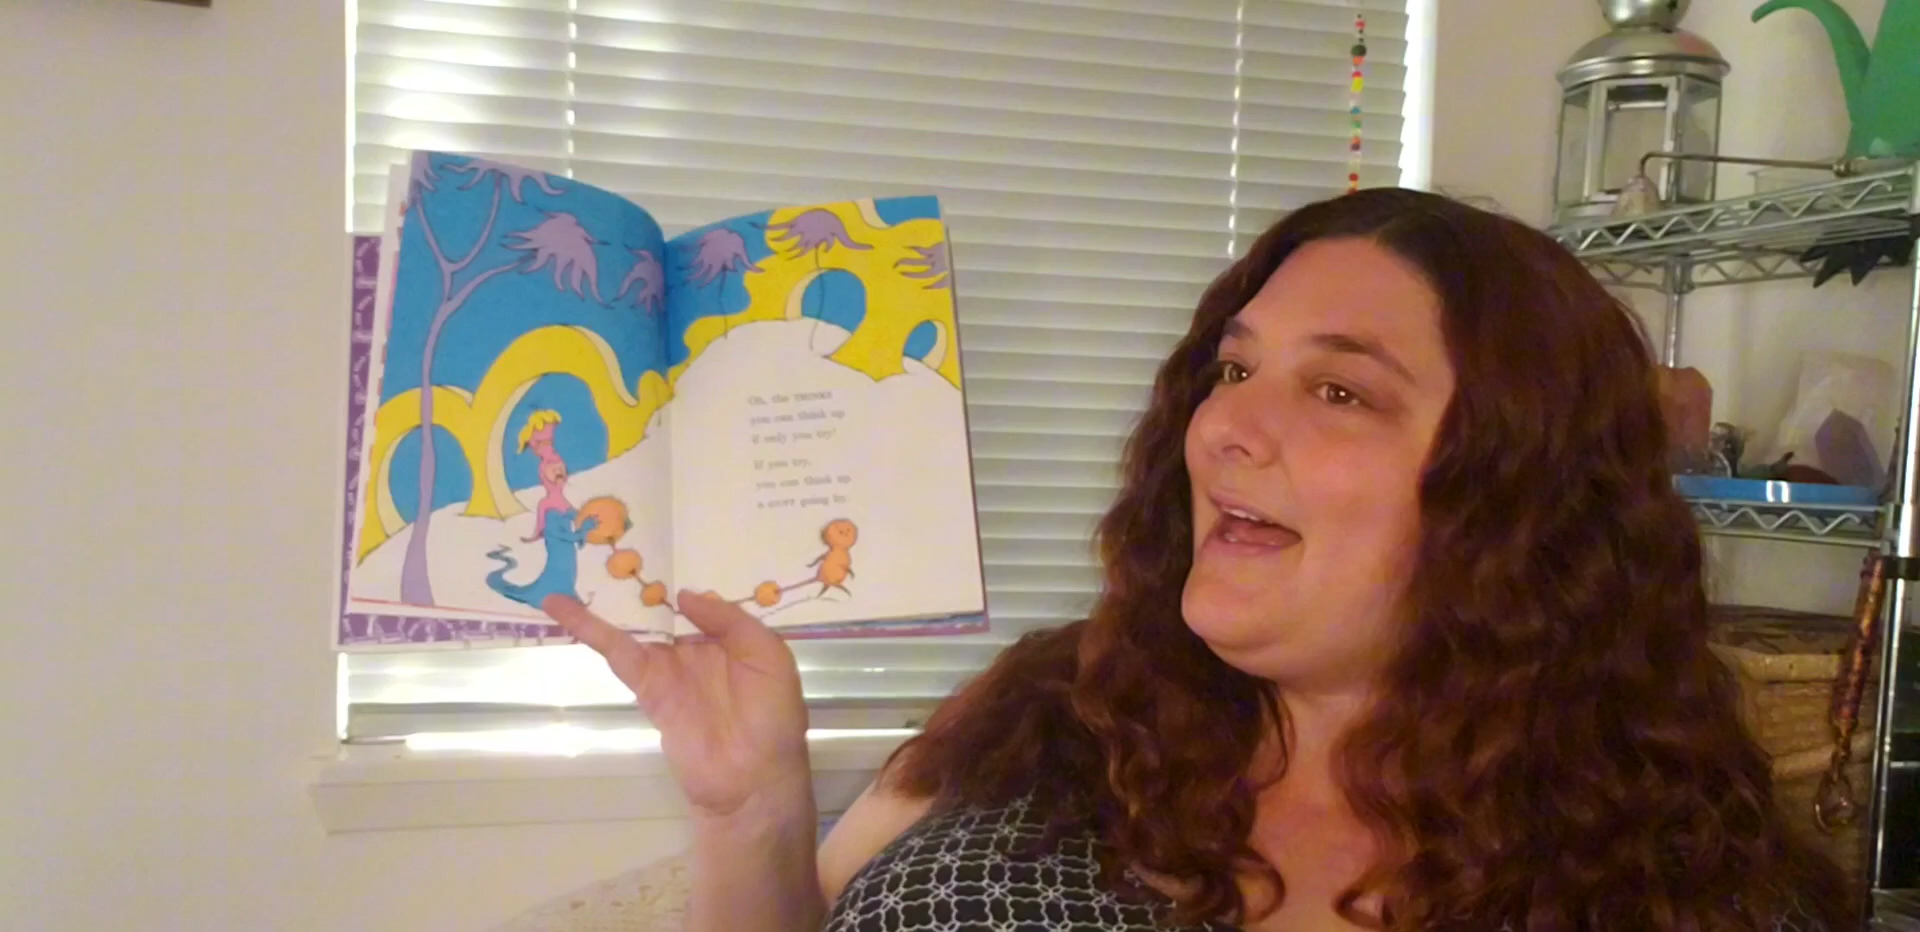 Oh, the THINKS
you can think up
if only you try!
If you try,
you can think up
a GUFF going by.